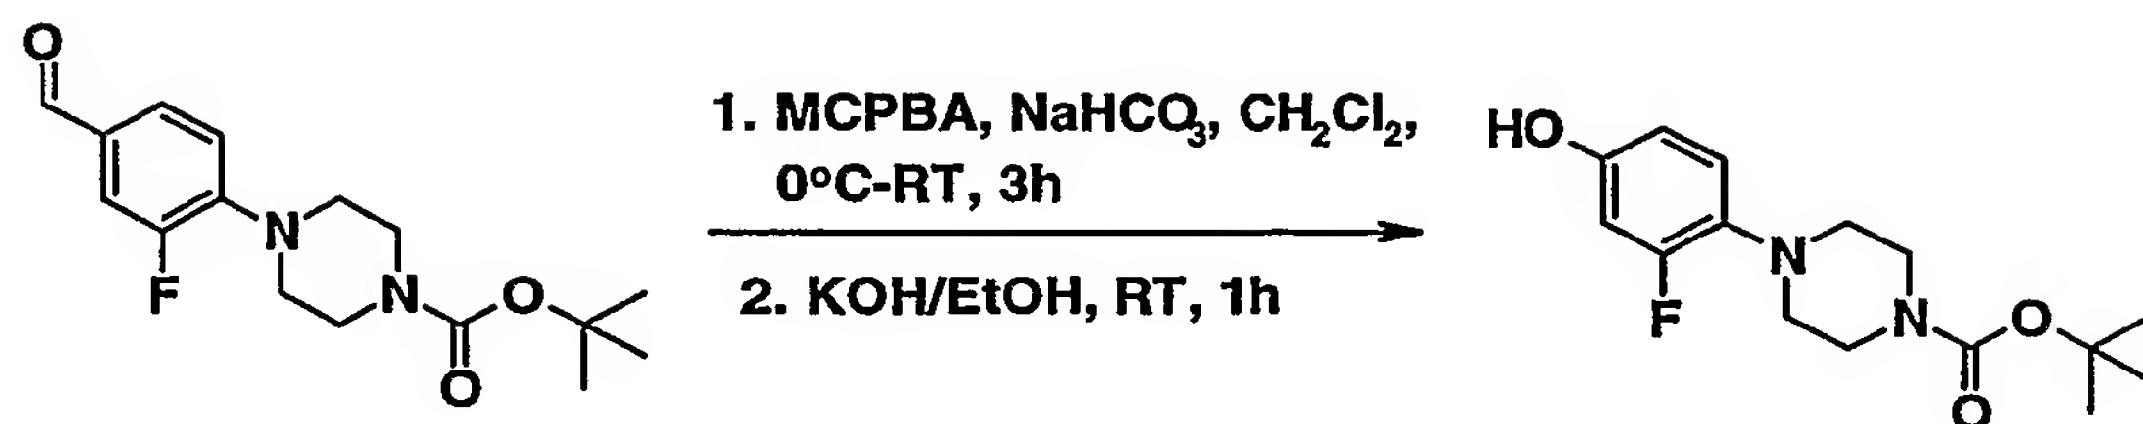 O
F
N
N
O
O
1. MCPBA, NaHCO₃, CH₂Cl₂,
0°C-RT, 3h
2. KOH/EtOH, RT, 1h
HO
F
N
N
O
O